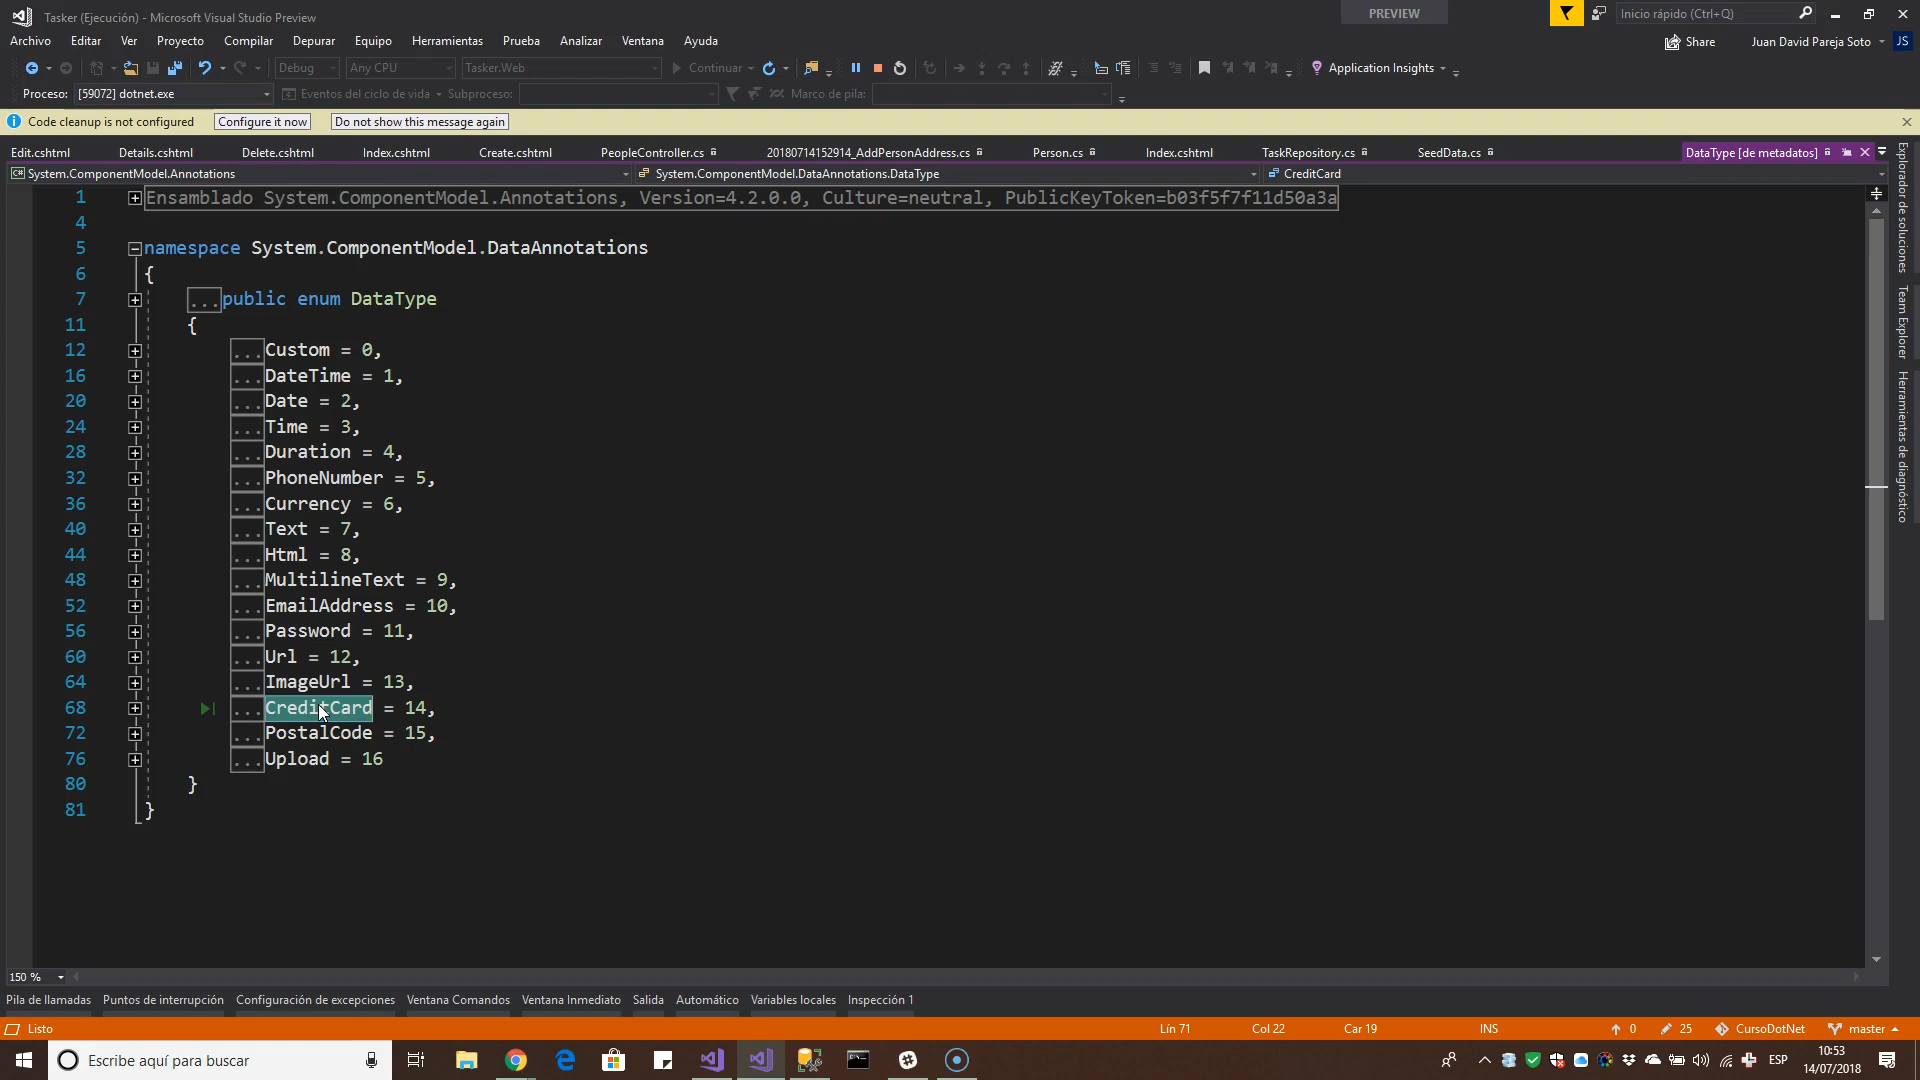 Tasker (Ejecución) - Microsoft Visual Studio Preview
PREVIEW
Inicio rápido (Ctrl+Q)
Archivo Editar Ver Proyecto Compilar Depurar Equipo Herramientas Prueba Analizar Ventana Ayuda
Share
Juan David Pareja Soto
JS
Debug Any CPU Tasker.Web Continuar Application Insights
Proceso: [59072] dotnet.exe Eventos del ciclo de vida Subproceso: Marco de pila:
Code cleanup is not configured Configure it now Do not show this message again
Edit.cshtml Details.cshtml Delete.cshtml Index.cshtml Create.cshtml PeopleController.cs 20180714152914_AddPersonAddress.cs Person.cs Index.cshtml TaskRepository.cs SeedData.cs DataType [de metadatos]
System.ComponentModel.Annotations System.ComponentModel.DataAnnotations.DataType CreditCard
1 Ensamblado System.ComponentModel.Annotations, Version=4.2.0.0, Culture=neutral, PublicKeyToken=b03f5f7f11d50a3a
4
5 namespace System.ComponentModel.DataAnnotations
6 {
7 ...public enum DataType
11 {
12 ...Custom = 0,
16 ...DateTime = 1,
20 ...Date = 2,
24 ...Time = 3,
28 ...Duration = 4,
32 ...PhoneNumber = 5,
36 ...Currency = 6,
40 ...Text = 7,
44 ...Html = 8,
48 ...MultilineText = 9,
52 ...EmailAddress = 10,
56 ...Password = 11,
60 ...Url = 12,
64 ...ImageUrl = 13,
68 ...CreditCard = 14,
72 ...PostalCode = 15,
76 ...Upload = 16
80 }
81 }
Explorador de soluciones
Team Explorer
Herramientas de diagnóstico
150 %
Pila de llamadas Puntos de interrupción Configuración de excepciones Ventana Comandos Ventana Inmediato Salida Automático Variables locales Inspección 1
Listo Lín 71 Col 22 Car 19 INS 0 25 CursoDotNet master
Escribe aquí para buscar
ESP
10:53
14/07/2018